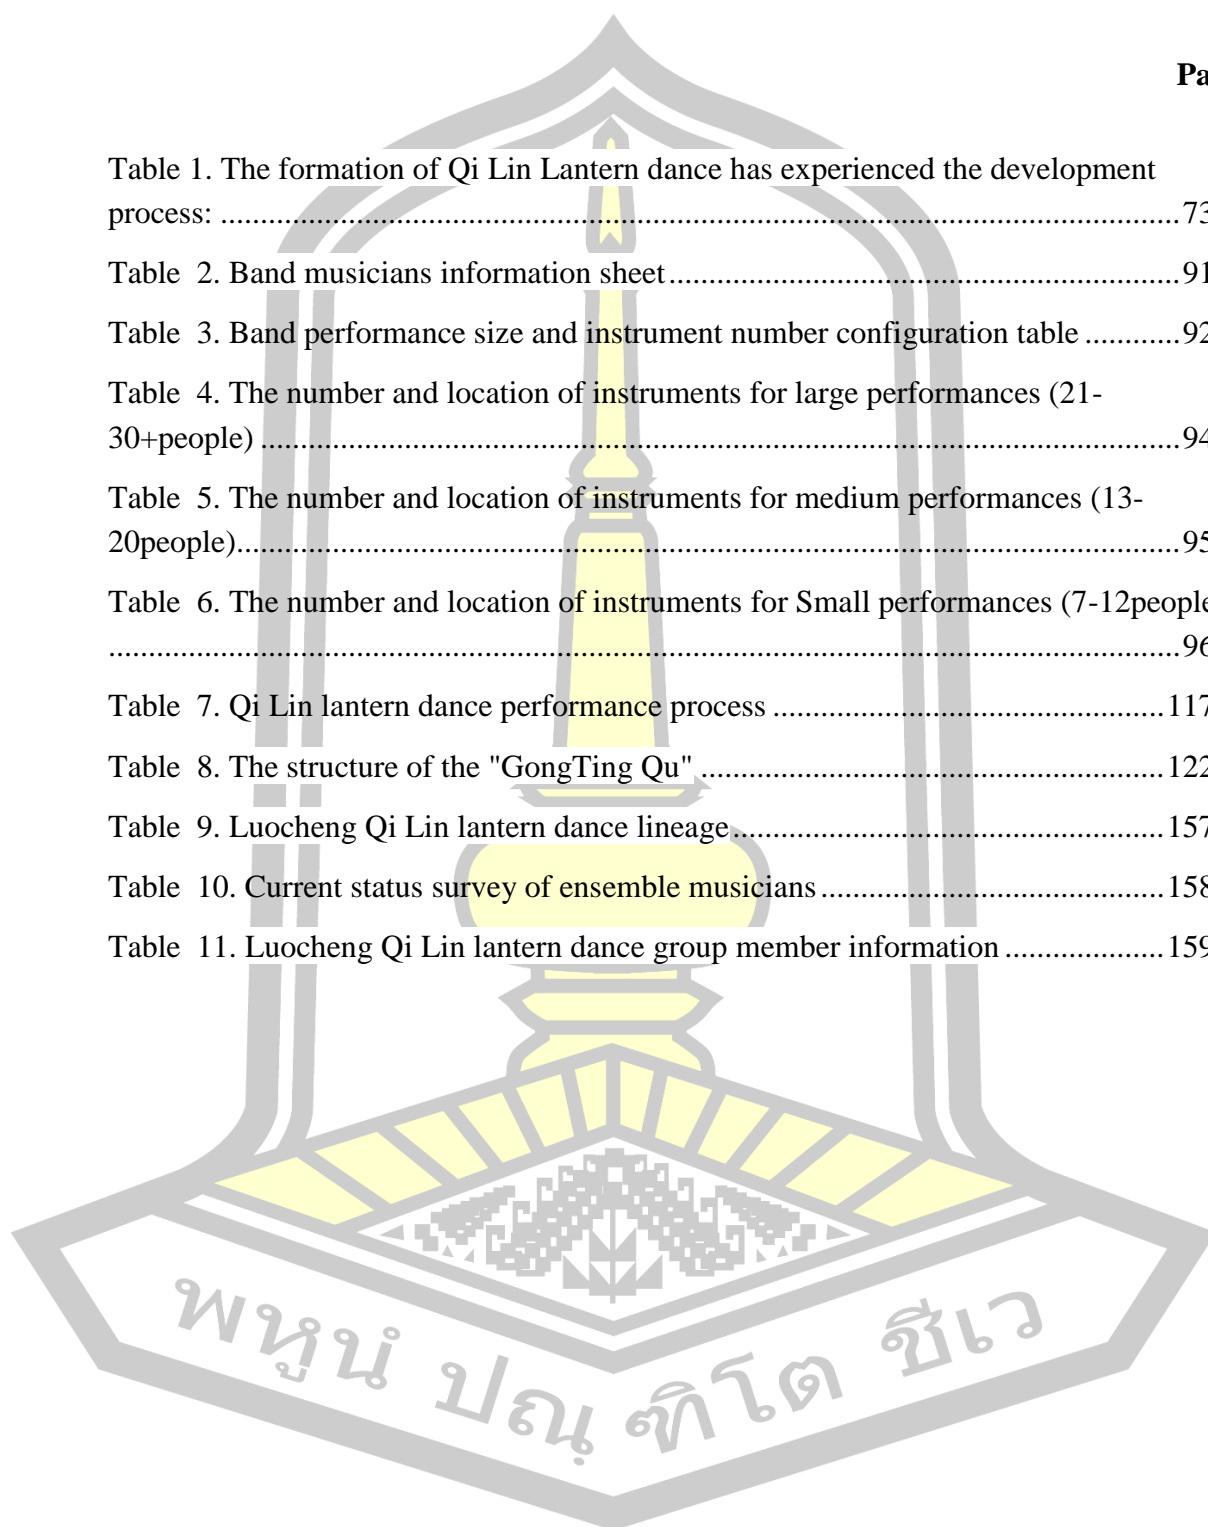 Pa
Table 1. The formation of Qi Lin Lantern dance has experienced the development
process: ........................................................................................................................73
Table  2. Band musicians information sheet................................................................91
Table  3. Band performance size and instrument number configuration table ............92
Table  4. The number and location of instruments for large performances (21-
30+people) ...................................................................................................................94
Table  5. The number and location of instruments for medium performances (13-
20people)......................................................................................................................95
Table  6. The number and location of instruments for Small performances (7-12people
......................................................................................................................................96
Table  7. Qi Lin lantern dance performance process .................................................117
Table  8. The structure of the "GongTing Qu" ..........................................................122
Table  9. Luocheng Qi Lin lantern dance lineage......................................................157
Table  10. Current status survey of ensemble musicians ...........................................158
Table  11. Luocheng Qi Lin lantern dance group member information ....................159
พหูนํ ปณฺฑิโต ชีเว